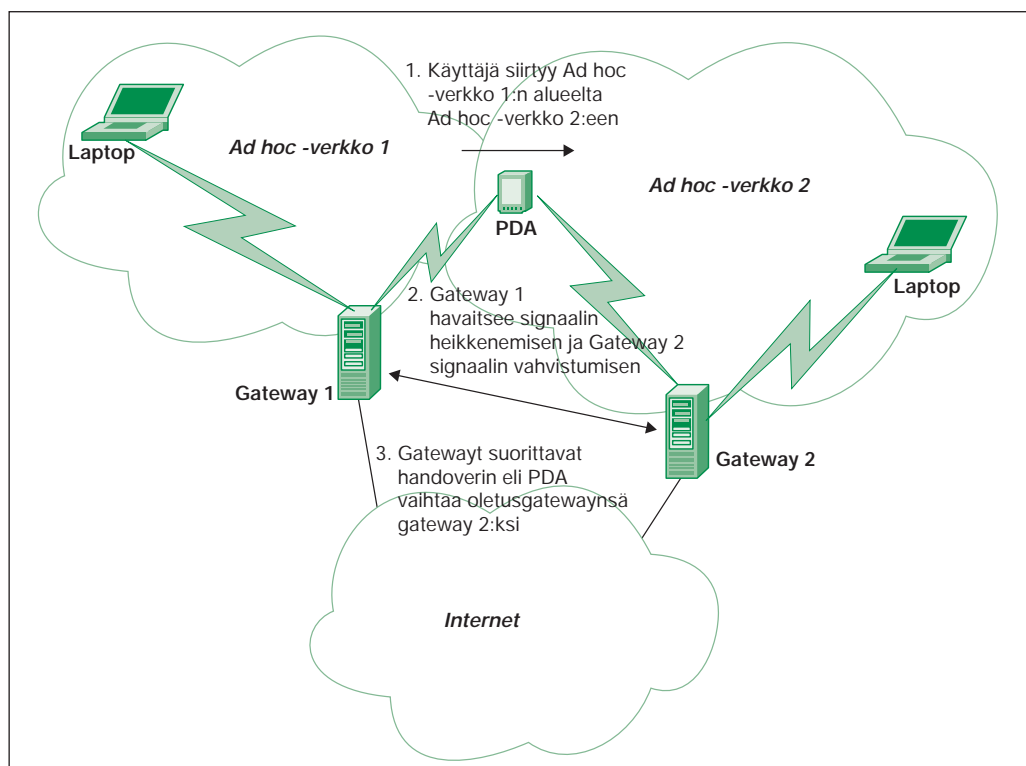 1. Käyttäjä siirtyy Ad hoc
-verkko 1:n alueelta
Ad hoc -verkko 2:een
Laptop
Ad hoc -verkko 1
Ad hoc -verkko 2
PDA
Laptop
2. Gateway 1
havaitsee signaalin
heikkenemisen ja Gateway 2
signaalin vahvistumisen
Gateway 1
Gateway 2
3. Gatewayt suorittavat
handoverin eli PDA
vaihtaa oletusgatewaynsä
gateway 2:ksi
Internet